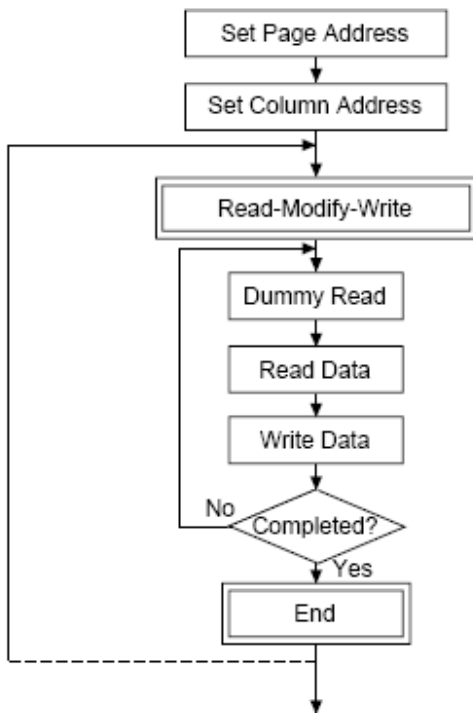 Set Page Address
Set Column Address
Read-Modify-Write
Dummy Read
Read Data
Write Data
No
Completed?
Yes
End